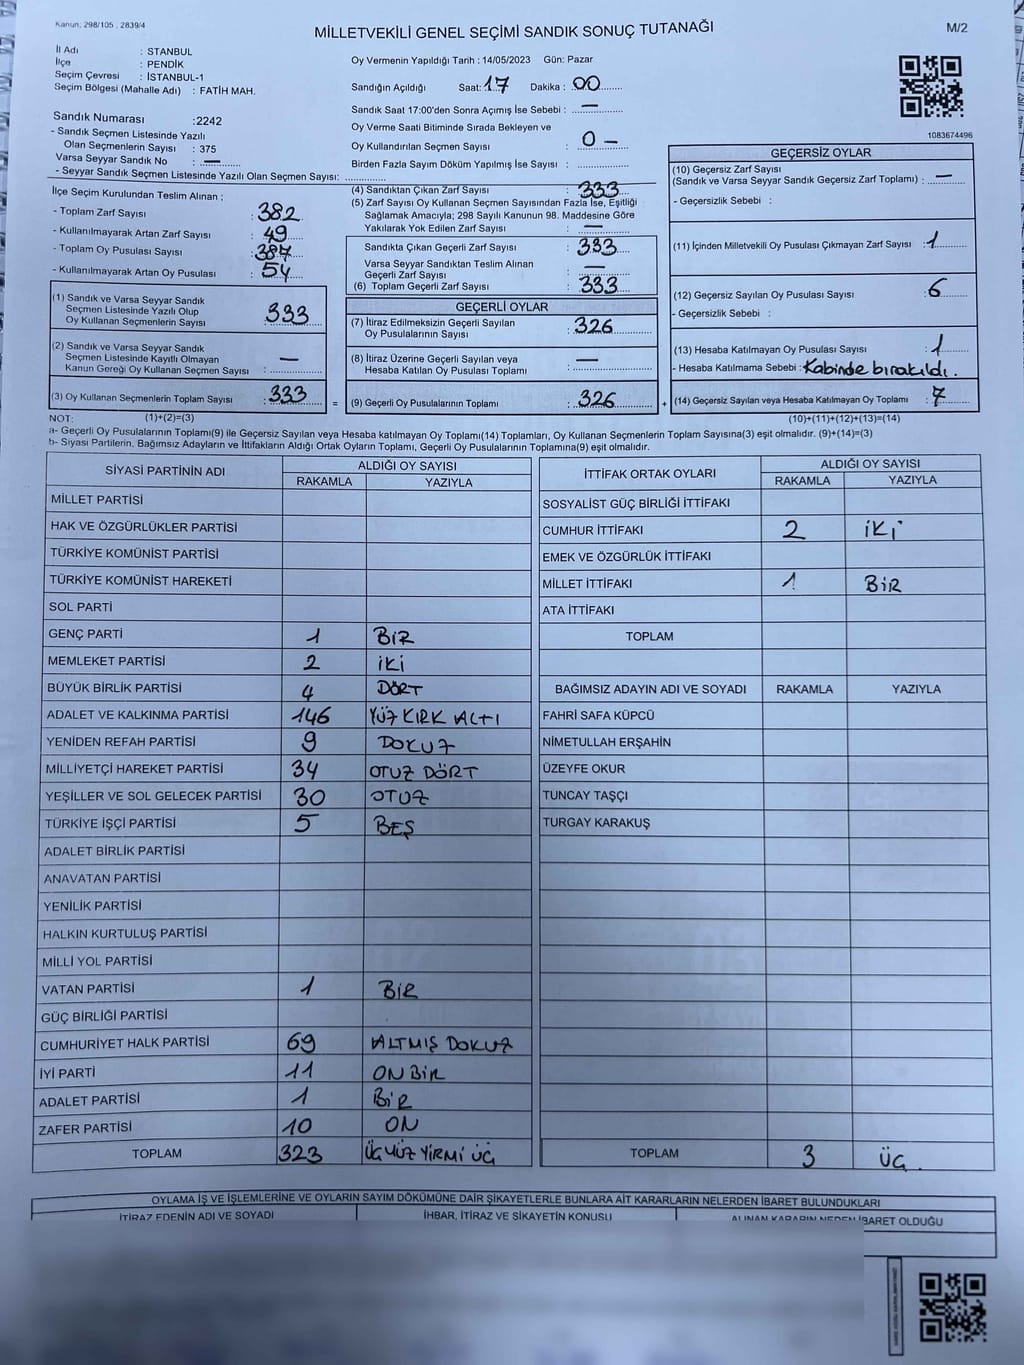 Kanun; 298/105 , 2839/4
MİLLETVEKİLİ GENEL SEÇİMİ SANDIK SONUÇ TUTANAĞI
M/2
İl Adı : STANBUL
İlçe : PENDİK
Seçim Çevresi : İSTANBUL-1
Seçim Bölgesi (Mahalle Adı) : FATİH MAH.
Sandık Numarası :2242
- Sandık Seçmen Listesinde Yazılı
Olan Seçmenlerin Sayısı : 375
Varsa Seyyar Sandık No : —
- Seyyar Sandık Seçmen Listesinde Yazılı Olan Seçmen Sayısı: ............
Oy Vermenin Yapıldığı Tarih : 14/05/2023 Gün: Pazar
Sandığın Açıldığı Saat: 17 Dakika : 00
Sandık Saat 17:00'den Sonra Açımış İse Sebebi : —
Oy Verme Saati Bitiminde Sırada Bekleyen ve
Oy Kullandırılan Seçmen Sayısı : 0 —
Birden Fazla Sayım Döküm Yapılmış İse Sayısı : ............
1083674496
İlçe Seçim Kurulundan Teslim Alınan ;
- Toplam Zarf Sayısı : 382
- Kullanılmayarak Artan Zarf Sayısı : 49
- Toplam Oy Pusulası Sayısı : 387
- Kullanılmayarak Artan Oy Pusulası : 54
(1) Sandık ve Varsa Seyyar Sandık
Seçmen Listesinde Yazılı Olup
Oy Kullanan Seçmenlerin Sayısı : 333
(2) Sandık ve Varsa Seyyar Sandık
Seçmen Listesinde Kayıtlı Olmayan
Kanun Gereği Oy Kullanan Seçmen Sayısı : —
(3) Oy Kullanan Seçmenlerin Toplam Sayısı : 333 =
(4) Sandıktan Çıkan Zarf Sayısı : 333
(5) Zarf Sayısı Oy Kullanan Seçmen Sayısından Fazla İse, Eşitliği
Sağlamak Amacıyla; 298 Sayılı Kanunun 98. Maddesine Göre
Yakılarak Yok Edilen Zarf Sayısı : —
Sandıkta Çıkan Geçerli Zarf Sayısı : 333
Varsa Seyyar Sandıktan Teslim Alınan
Geçerli Zarf Sayısı : —
(6) Toplam Geçerli Zarf Sayısı : 333
GEÇERLİ OYLAR
(7) İtiraz Edilmeksizin Geçerli Sayılan
Oy Pusulalarının Sayısı : 326
(8) İtiraz Üzerine Geçerli Sayılan veya
Hesaba Katılan Oy Pusulası Toplamı : —
(9) Geçerli Oy Pusulalarının Toplamı : 326 +
GEÇERSİZ OYLAR
(10) Geçersiz Zarf Sayısı
(Sandık ve Varsa Seyyar Sandık Geçersiz Zarf Toplamı) : —
- Geçersizlik Sebebi :
(11) İçinden Milletvekili Oy Pusulası Çıkmayan Zarf Sayısı : 1
(12) Geçersiz Sayılan Oy Pusulası Sayısı : 6
- Geçersizlik Sebebi :
(13) Hesaba Katılmayan Oy Pusulası Sayısı : 1
- Hesaba Katılmama Sebebi : Kabinde bırakıldı.
(14) Geçersiz Sayılan veya Hesaba Katılmayan Oy Toplamı : 7
NOT: (1)+(2)=(3)
(10)+(11)+(12)+(13)=(14)
a- Geçerli Oy Pusulalarının Toplamı(9) ile Geçersiz Sayılan veya Hesaba katılmayan Oy Toplamı(14) Toplamları, Oy Kullanan Seçmenlerin Toplam Sayısına(3) eşit olmalıdır. (9)+(14)=(3)
b- Siyasi Partilerin, Bağımsız Adayların ve İttifakların Aldığı Ortak Oyların Toplamı, Geçerli Oy Pusulalarının Toplamına(9) eşit olmalıdır.
SİYASİ PARTİNİN ADI
ALDIĞI OY SAYISI
RAKAMLA YAZIYLA
MİLLET PARTİSİ
HAK VE ÖZGÜRLÜKLER PARTİSİ
TÜRKİYE KOMÜNİST PARTİSİ
TÜRKİYE KOMÜNİST HAREKETİ
SOL PARTİ
GENÇ PARTİ 1 BİR
MEMLEKET PARTİSİ 2 İKİ
BÜYÜK BİRLİK PARTİSİ 4 DÖRT
ADALET VE KALKINMA PARTİSİ 146 YÜZ KIRK ALTI
YENİDEN REFAH PARTİSİ 9 DOKUZ
MİLLİYETÇİ HAREKET PARTİSİ 34 OTUZ DÖRT
YEŞİLLER VE SOL GELECEK PARTİSİ 30 OTUZ
TÜRKİYE İŞÇİ PARTİSİ 5 BEŞ
ADALET BİRLİK PARTİSİ
ANAVATAN PARTİSİ
YENİLİK PARTİSİ
HALKIN KURTULUŞ PARTİSİ
MİLLİ YOL PARTİSİ
VATAN PARTİSİ 1 BİR
GÜÇ BİRLİĞİ PARTİSİ
CUMHURİYET HALK PARTİSİ 69 ALTMIŞ DOKUZ
İYİ PARTİ 11 ON BİR
ADALET PARTİSİ 1 BİR
ZAFER PARTİSİ 10 ON
TOPLAM 323 ÜÇ YÜZ YİRMİ ÜÇ
İTTİFAK ORTAK OYLARI
ALDIĞI OY SAYISI
RAKAMLA YAZIYLA
SOSYALİST GÜÇ BİRLİĞİ İTTİFAKI
CUMHUR İTTİFAKI 2 İKİ
EMEK VE ÖZGÜRLÜK İTTİFAKI
MİLLET İTTİFAKI 1 BİR
ATA İTTİFAKI
TOPLAM
BAĞIMSIZ ADAYIN ADI VE SOYADI RAKAMLA YAZIYLA
FAHRİ SAFA KÜPCÜ
NİMETULLAH ERŞAHİN
ÜZEYFE OKUR
TUNCAY TAŞÇI
TURGAY KARAKUŞ
TOPLAM 3 ÜÇ.
OYLAMA İŞ VE İŞLEMLERİNE VE OYLARIN SAYIM DÖKÜMÜNE DAİR ŞİKAYETLERLE BUNLARA AİT KARARLARIN NELERDEN İBARET BULUNDUKLARI
İTİRAZ EDENİN ADI VE SOYADI
İHBAR, İTİRAZ VE ŞİKAYETİN KONUSU
ALINAN KARARIN NEDEN İBARET OLDUĞU